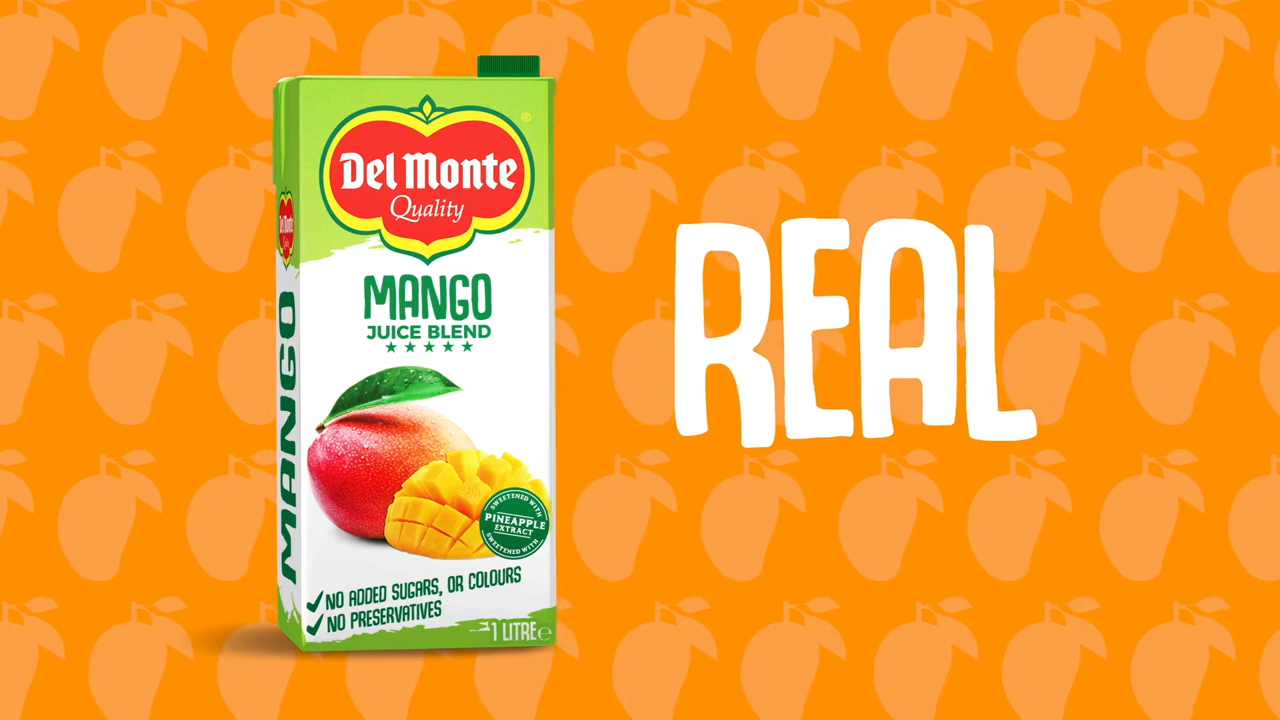 Del Monte
®
Quality
Del Monte
Quality
MANGO
MANGO
JUICE BLEND
SWEETENED WITH
PINEAPPLE
EXTRACT
SWEETENED WITH
NO ADDED SUGARS, OR COLOURS
NO PRESERVATIVES
1 LITRE ℮
REAL